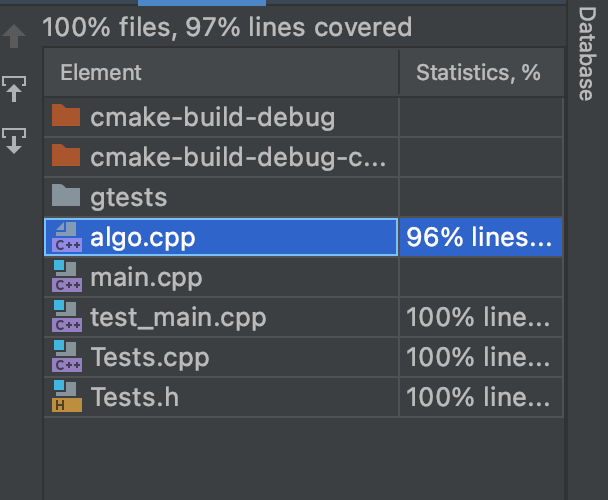 100% files, 97% lines covered
Element Statistics, %
cmake-build-debug
cmake-build-debug-c...
gtests
C++ algo.cpp 96% lines...
C++ main.cpp
C++ test_main.cpp 100% line...
C++ Tests.cpp 100% line...
H Tests.h 100% line...
Database